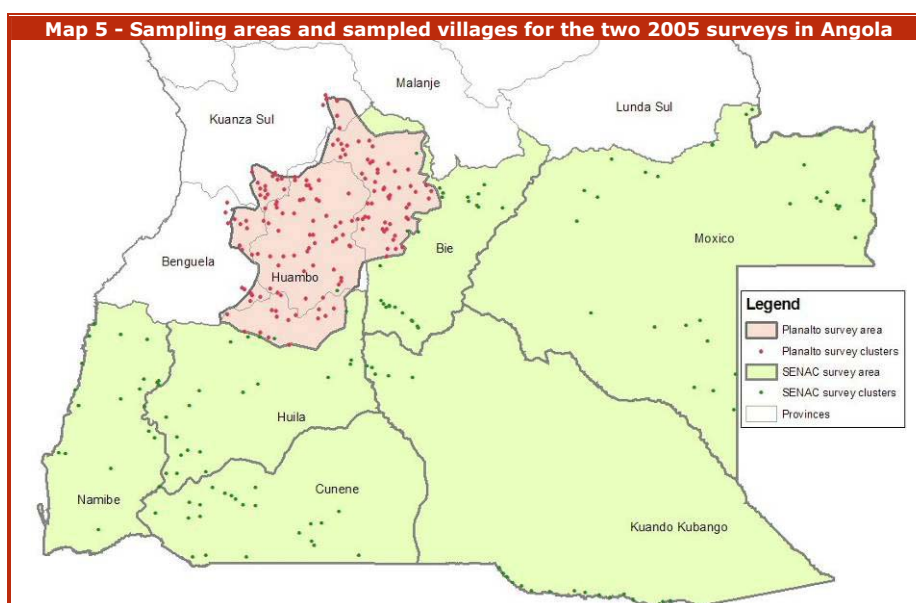 Map 5 - Sampling areas and sampled villages for the two 2005 surveys in Angola
Malanje
Kuanza Sul
Lunda Sul
Moxico
Bie
Benguela
Huambo
Legend
Planalto survey area
Planalto survey clusters
SENAC survey area
SENAC survey clusters
Provinces
Huila
Cunene
Namibe
Kuando Kubango